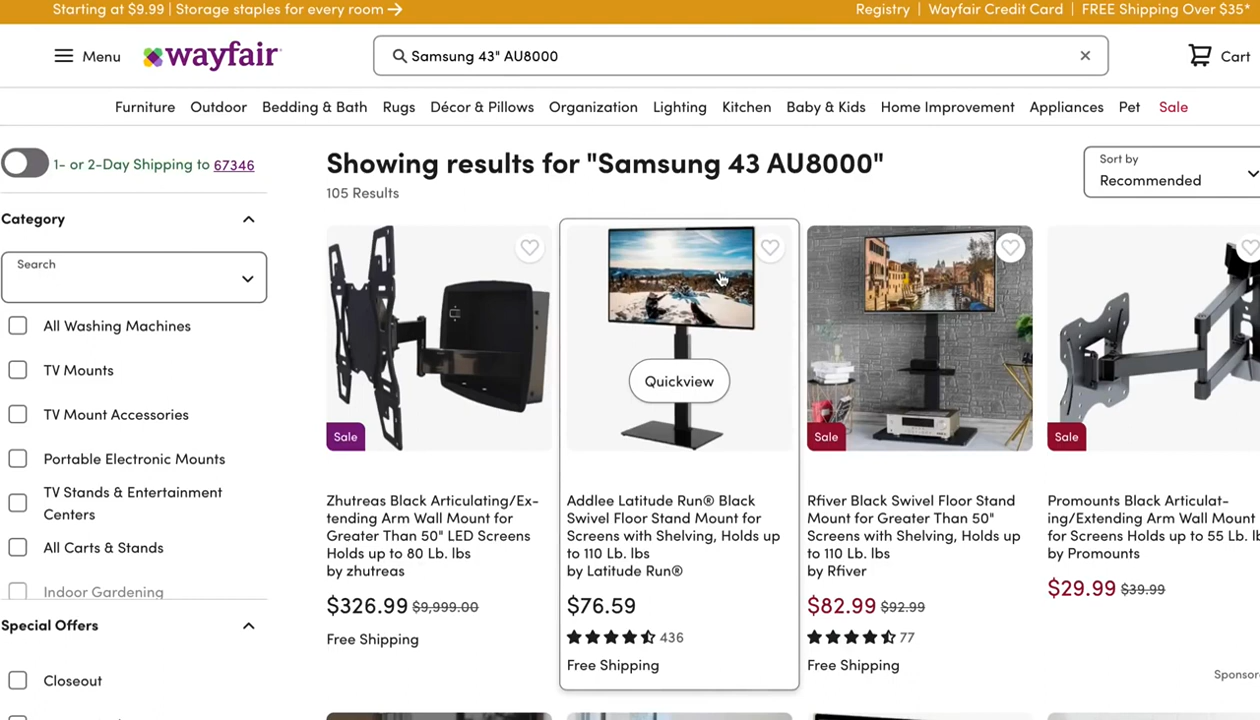 Starting at $9.99 | Storage staples for every room
Registry | Wayfair Credit Card | FREE Shipping Over $35*
Menu
wayfair
Samsung 43" AU8000
Cart
Furniture Outdoor Bedding & Bath Rugs Décor & Pillows Organization Lighting Kitchen Baby & Kids Home Improvement Appliances Pet Sale
1- or 2-Day Shipping to 67346
Category
Search
All Washing Machines
TV Mounts
TV Mount Accessories
Portable Electronic Mounts
TV Stands & Entertainment
Centers
All Carts & Stands
Indoor Gardening
Special Offers
Closeout
Showing results for "Samsung 43 AU8000"
105 Results
Sort by
Recommended
Sale
Zhutreas Black Articulating/Ex-
tending Arm Wall Mount for
Greater Than 50" LED Screens
Holds up to 80 Lb. lbs
by zhutreas
$326.99 $9,999.00
Free Shipping
Quickview
Addlee Latitude Run® Black
Swivel Floor Stand Mount for
Screens with Shelving, Holds up
to 110 Lb. lbs
by Latitude Run®
$76.59
436
Free Shipping
Sale
Rfiver Black Swivel Floor Stand
Mount for Greater Than 50"
Screens with Shelving, Holds up
to 110 Lb. lbs
by Rfiver
$82.99 $92.99
77
Free Shipping
Sale
Promounts Black Articulat-
ing/Extending Arm Wall Mount
for Screens Holds up to 55 Lb. lb
by Promounts
$29.99 $39.99
Sponsor